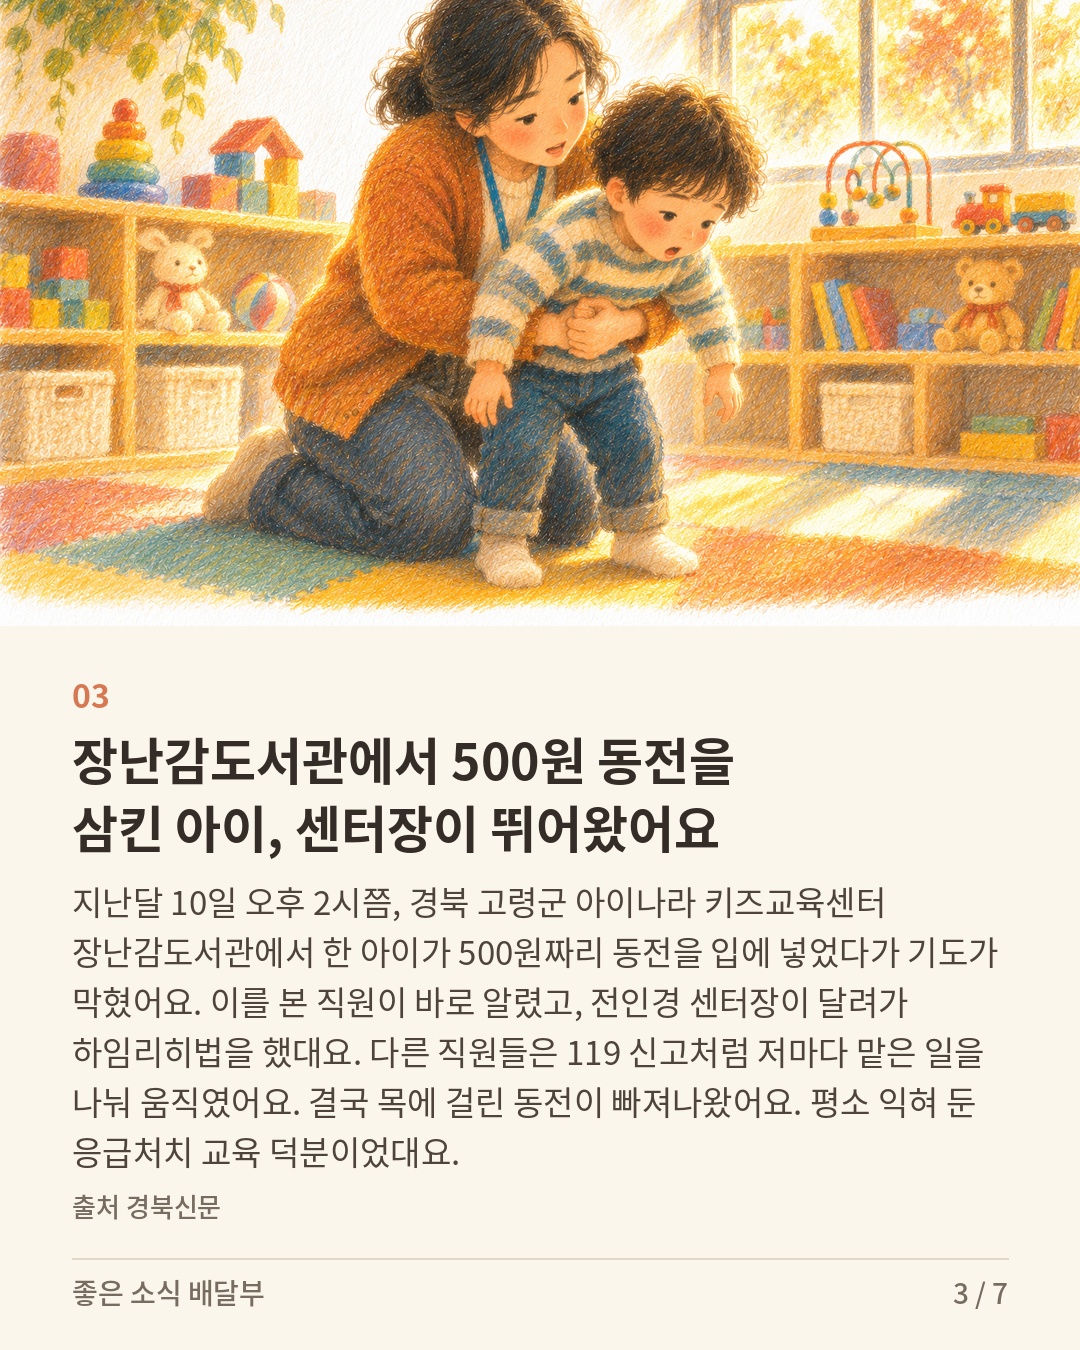 03
장난감도서관에서 500원 동전을
삼킨 아이, 센터장이 뛰어왔어요
지난달 10일 오후 2시쯤, 경북 고령군 아이나라 키즈교육센터
장난감도서관에서 한 아이가 500원짜리 동전을 입에 넣었다가 기도가
막혔어요. 이를 본 직원이 바로 알렸고, 전인경 센터장이 달려가
하임리히법을 했대요. 다른 직원들은 119 신고처럼 저마다 맡은 일을
나눠 움직였어요. 결국 목에 걸린 동전이 빠져나왔어요. 평소 익혀 둔
응급처치 교육 덕분이었대요.
출처 경북신문
좋은 소식 배달부
3 / 7